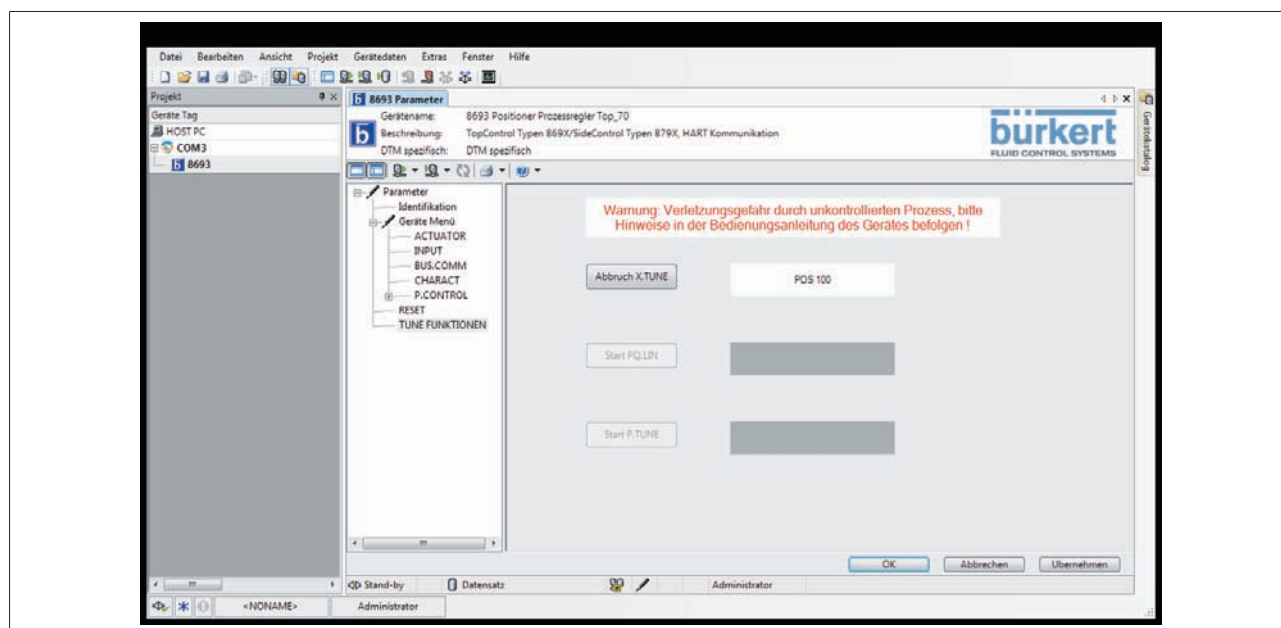 Datei Bearbeiten Ansicht Projekt Gerätedaten Extras Fenster Hilfe
Projekt
Geräte Tag
HOST PC
COM3
8693
8693 Parameter
Gerätename: 8693 Positioner Prozessregler Top_70
Beschreibung: TopControl Typen 869X/SideControl Typen 879X, HART Kommunikation
DTM spezifisch: DTM spezifisch
bürkert
FLUID CONTROL SYSTEMS
Gerätekatalog
Parameter
Identifikation
Geräte Menü
ACTUATOR
INPUT
BUS.COMM
CHARACT
P.CONTROL
RESET
TUNE FUNKTIONEN
Warnung: Verletzungsgefahr durch unkontrollierten Prozess, bitte
Hinweise in der Bedienungsanleitung des Gerätes befolgen !
Abbruch X.TUNE
POS 100
Start PQ.LIN
Start P.TUNE
OK Abbrechen Übernehmen
Stand-by Datensatz Administrator
<NONAME> Administrator